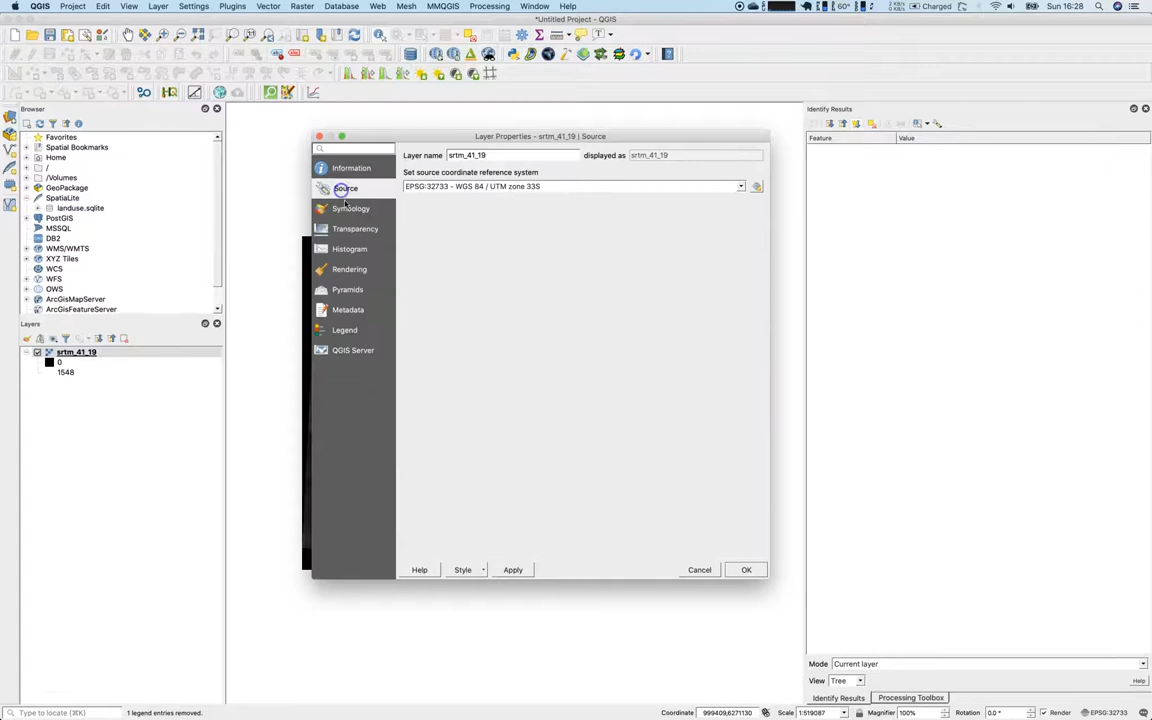 QGIS Project Edit View Layer Settings Plugins Vector Raster Database Web Mesh MMQGIS Processing Window Help 60° Charged Sun 16:28
*Untitled Project - QGIS
Browser
Favorites
Spatial Bookmarks
Home
/
/Volumes
GeoPackage
SpatiaLite
landuse.sqlite
PostGIS
MSSQL
DB2
WMS/WMTS
XYZ Tiles
WCS
WFS
OWS
ArcGisMapServer
ArcGisFeatureServer
Layers
srtm_41_19
0
1548
Layer Properties - srtm_41_19 | Source
Information
Source
Symbology
Transparency
Histogram
Rendering
Pyramids
Metadata
Legend
QGIS Server
Layer name srtm_41_19 displayed as srtm_41_19
Set source coordinate reference system
EPSG:32733 - WGS 84 / UTM zone 33S
Help Style Apply Cancel OK
Identify Results
Feature Value
Mode Current layer
View Tree Help
Identify Results Processing Toolbox
Type to locate (⌘K) 1 legend entries removed. Coordinate 999409,6271130 Scale 1:519087 Magnifier 100% Rotation 0.0 ° Render EPSG:32733